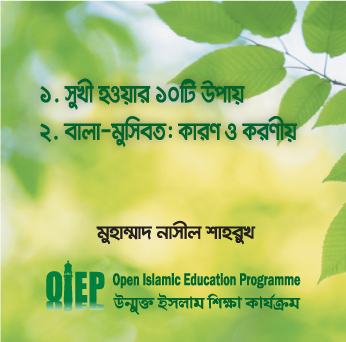 ১. সুখী হওয়ার ১০টি উপায়
২. বালা-মুসিবত: কারণ ও করণীয়
মুহাম্মাদ নাসীল শাহরুখ
OIEP Open Islamic Education Programme
উন্মুক্ত ইসলাম শিক্ষা কার্যক্রম